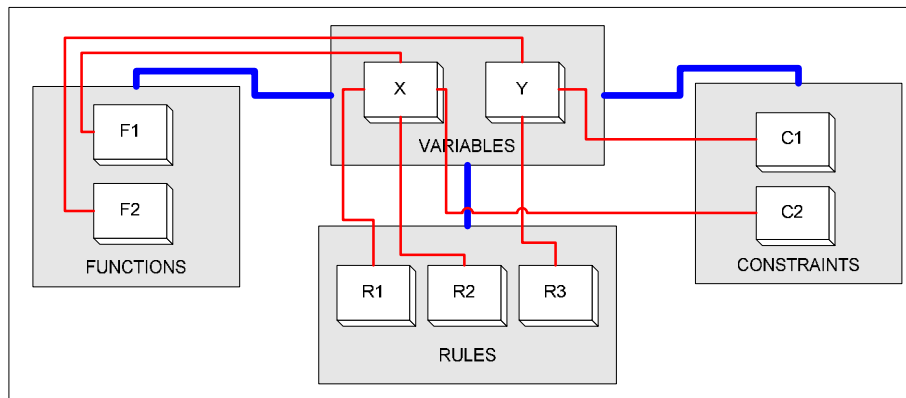 X
Y
VARIABLES
F1
F2
FUNCTIONS
C1
C2
CONSTRAINTS
R1
R2
R3
RULES